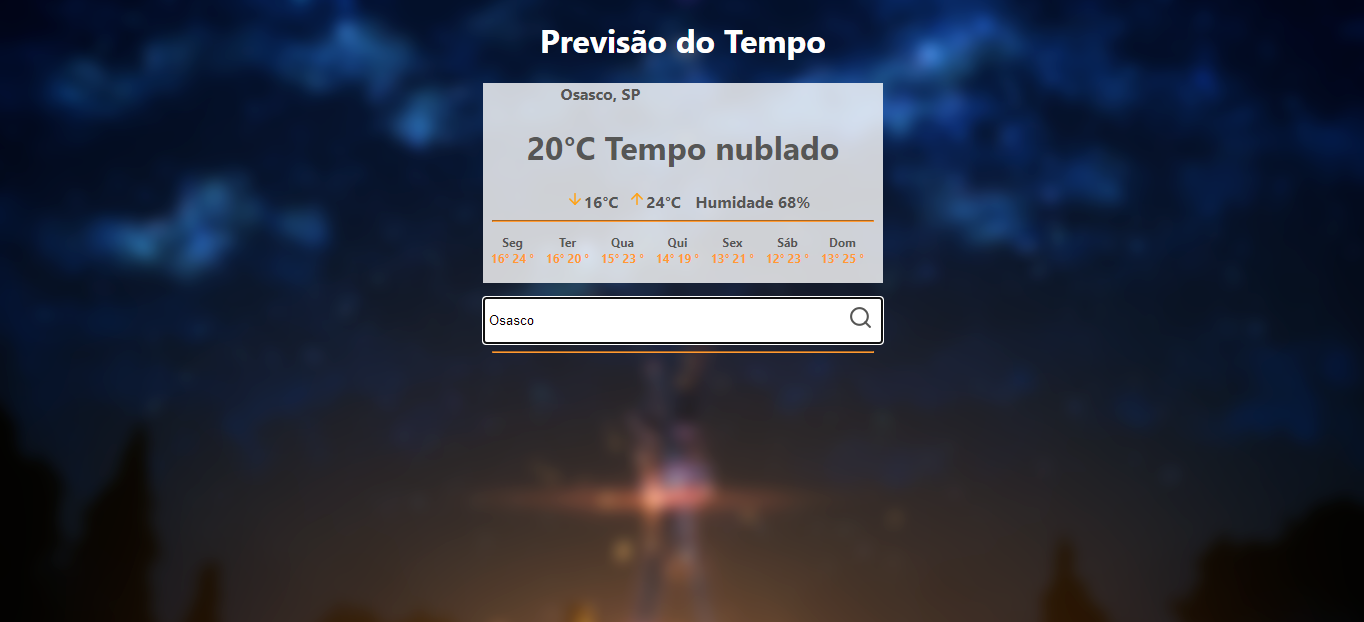 Previsão do Tempo
Osasco, SP
20°C Tempo nublado
16°C 24°C Humidade 68%
Seg Ter Qua Qui Sex Sáb Dom
16° 24 ° 16° 20 ° 15° 23 ° 14° 19 ° 13° 21 ° 12° 23 ° 13° 25 °
Osasco